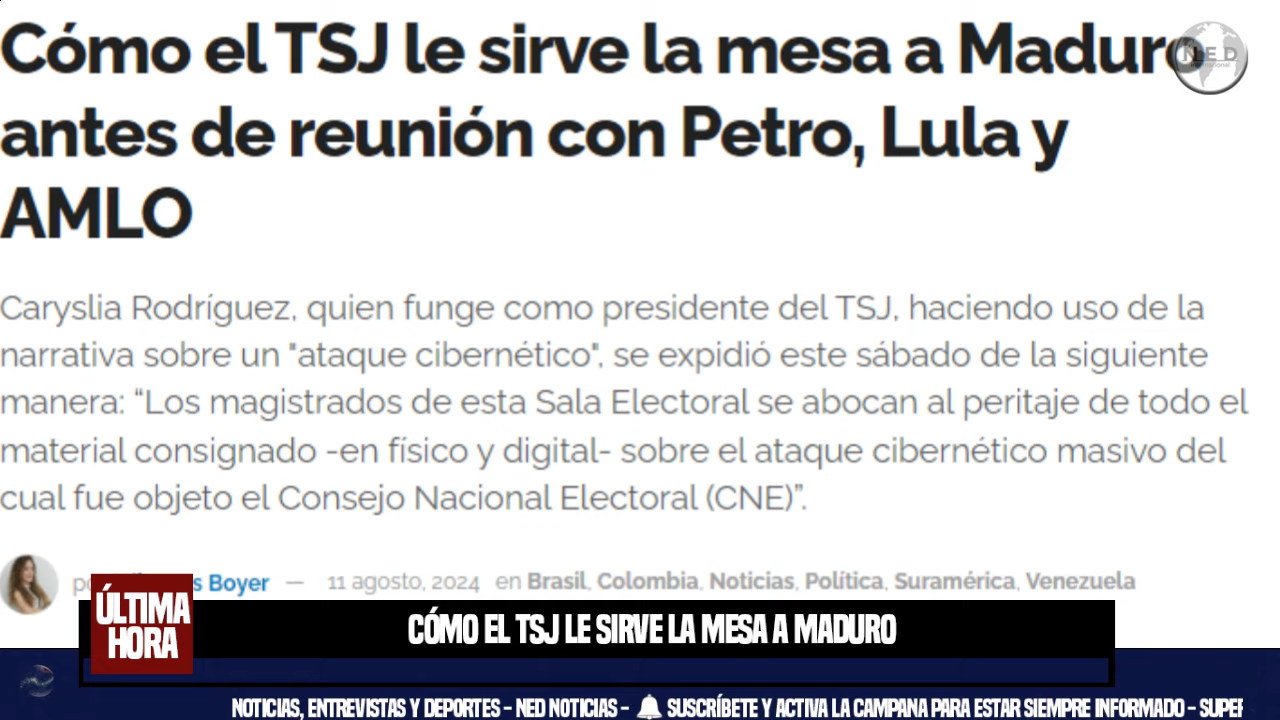 Cómo el TSJ le sirve la mesa a Maduro
antes de reunión con Petro, Lula y
AMLO
NED
Caryslia Rodríguez, quien funge como presidente del TSJ, haciendo uso de la
narrativa sobre un "ataque cibernético", se expidió este sábado de la siguiente
manera: “Los magistrados de esta Sala Electoral se abocan al peritaje de todo el
material consignado -en físico y digital- sobre el ataque cibernético masivo del
cual fue objeto el Consejo Nacional Electoral (CNE)”.
Boyer — 11 agosto, 2024 en Brasil, Colombia, Noticias, Política, Suramérica, Venezuela
ÚLTIMA
HORA
CÓMO EL TSJ LE SIRVE LA MESA A MADURO
NOTICIAS, ENTREVISTAS Y DEPORTES - NED NOTICIAS - 🔔 SUSCRÍBETE Y ACTIVA LA CAMPANA PARA ESTAR SIEMPRE INFORMADO -